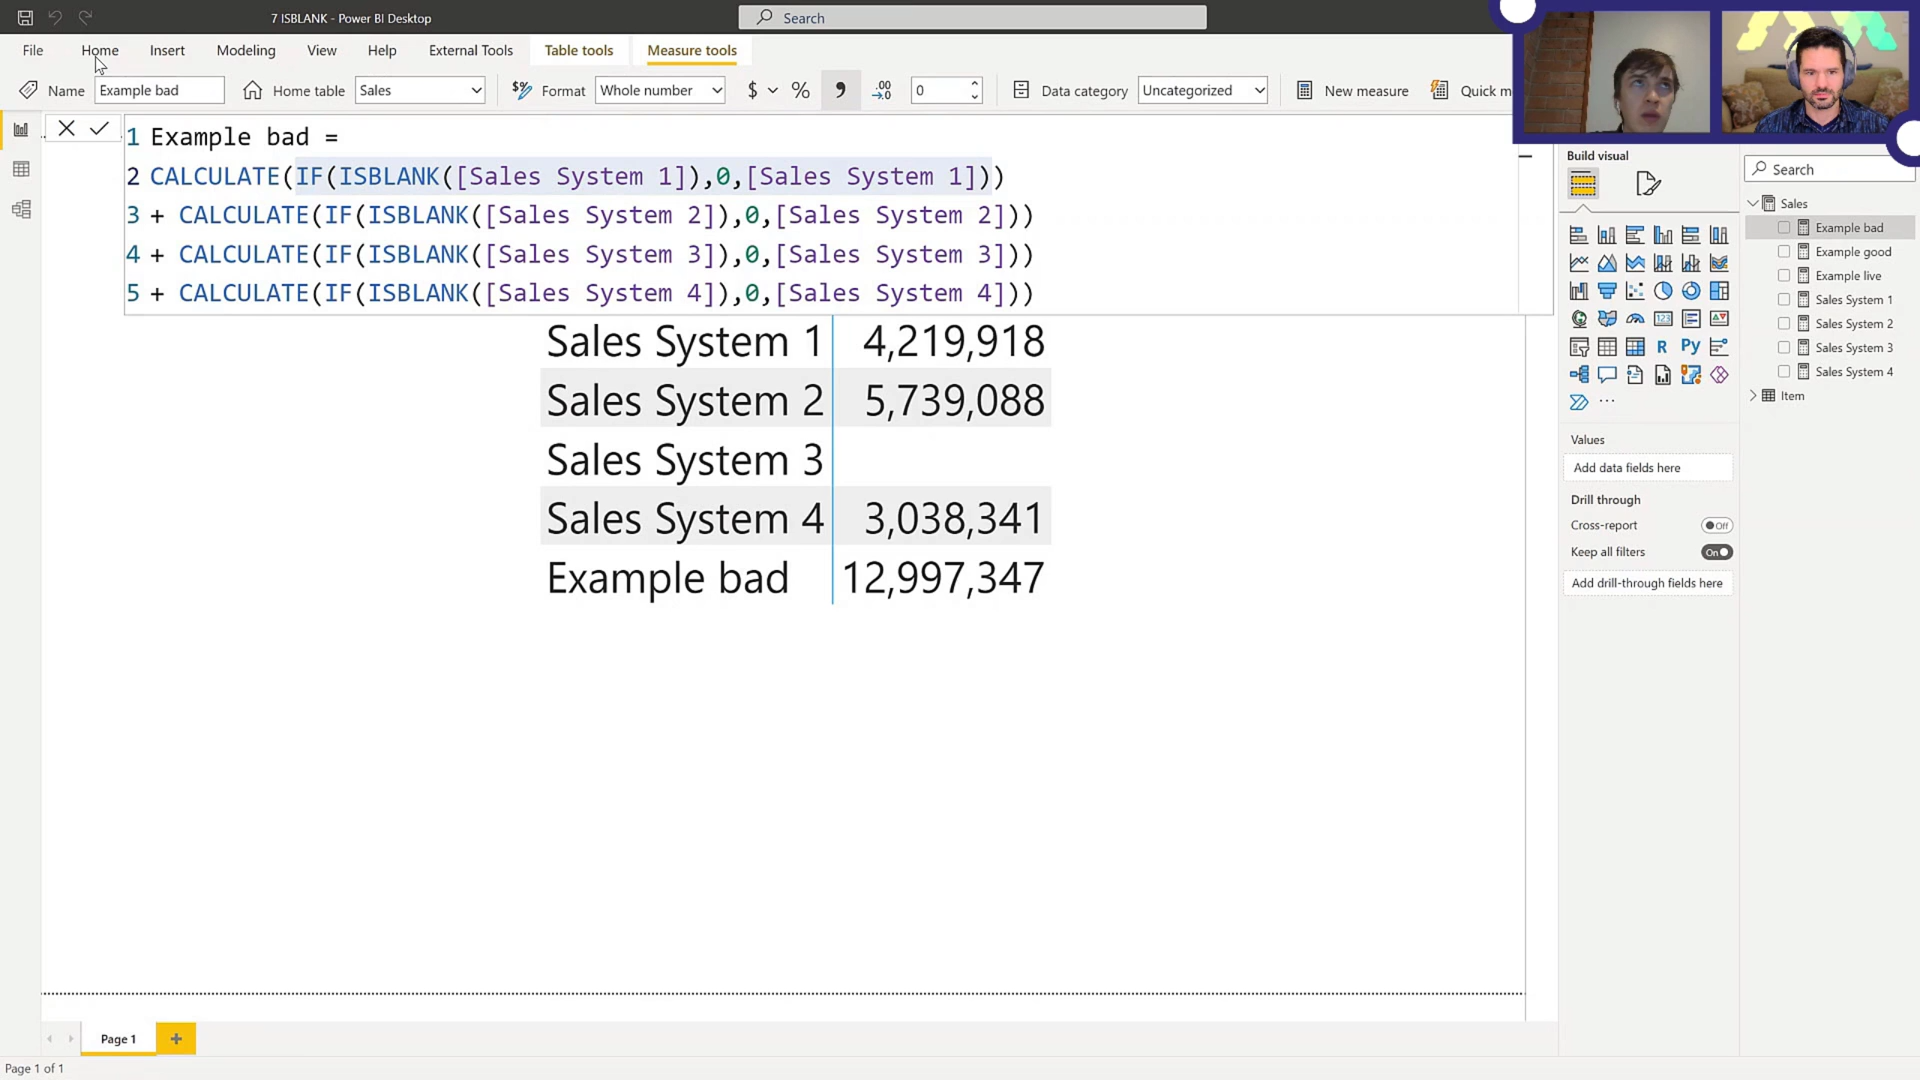 7 ISBLANK - Power BI Desktop
Search
File Home Insert Modeling View Help External Tools Table tools Measure tools
Name Example bad Home table Sales Format Whole number $ % , .00 →.0 0 Data category Uncategorized New measure Quick m
1 Example bad =
2 CALCULATE(IF(ISBLANK([Sales System 1]),0,[Sales System 1]))
3 + CALCULATE(IF(ISBLANK([Sales System 2]),0,[Sales System 2]))
4 + CALCULATE(IF(ISBLANK([Sales System 3]),0,[Sales System 3]))
5 + CALCULATE(IF(ISBLANK([Sales System 4]),0,[Sales System 4]))
Sales System 1 4,219,918
Sales System 2 5,739,088
Sales System 3
Sales System 4 3,038,341
Example bad 12,997,347
Build visual
R Py
123
...
Values
Add data fields here
Drill through
Cross-report Off
Keep all filters On
Add drill-through fields here
Search
Sales
Example bad
Example good
Example live
Sales System 1
Sales System 2
Sales System 3
Sales System 4
Item
Page 1 +
Page 1 of 1